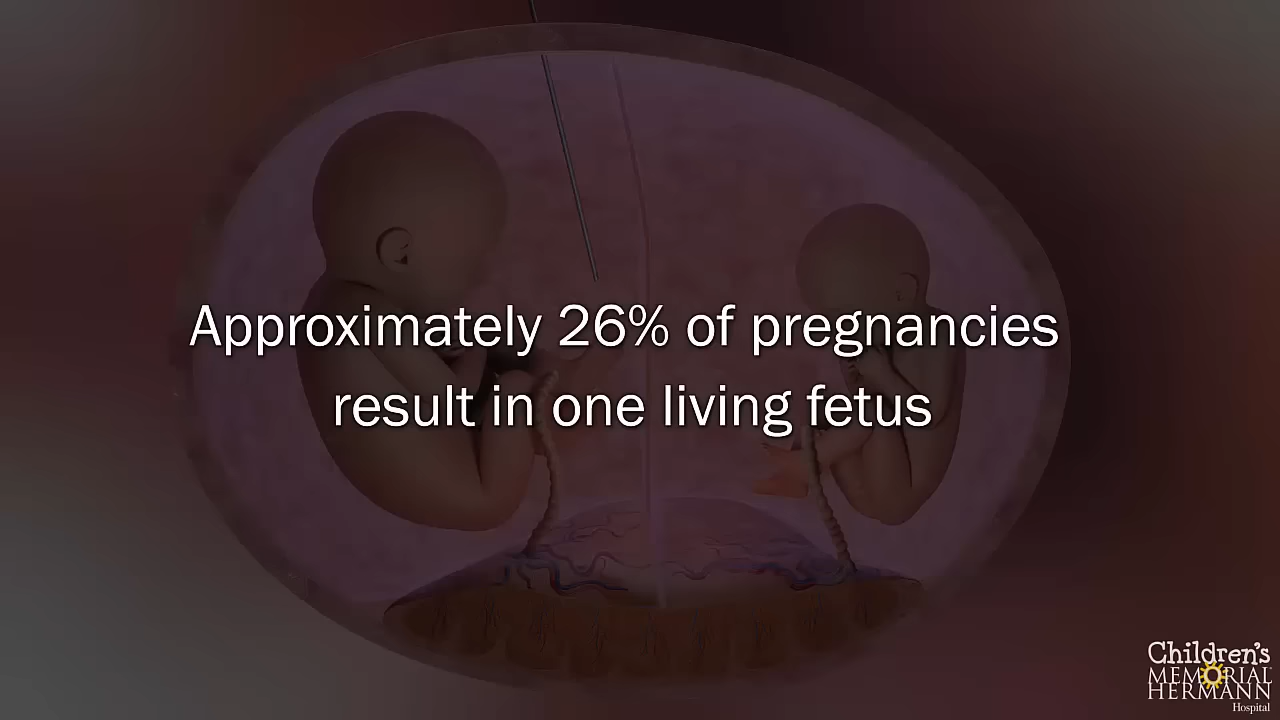 Approximately 26% of pregnancies
result in one living fetus
Children's
MEMORIAL
HERMANN
Hospital